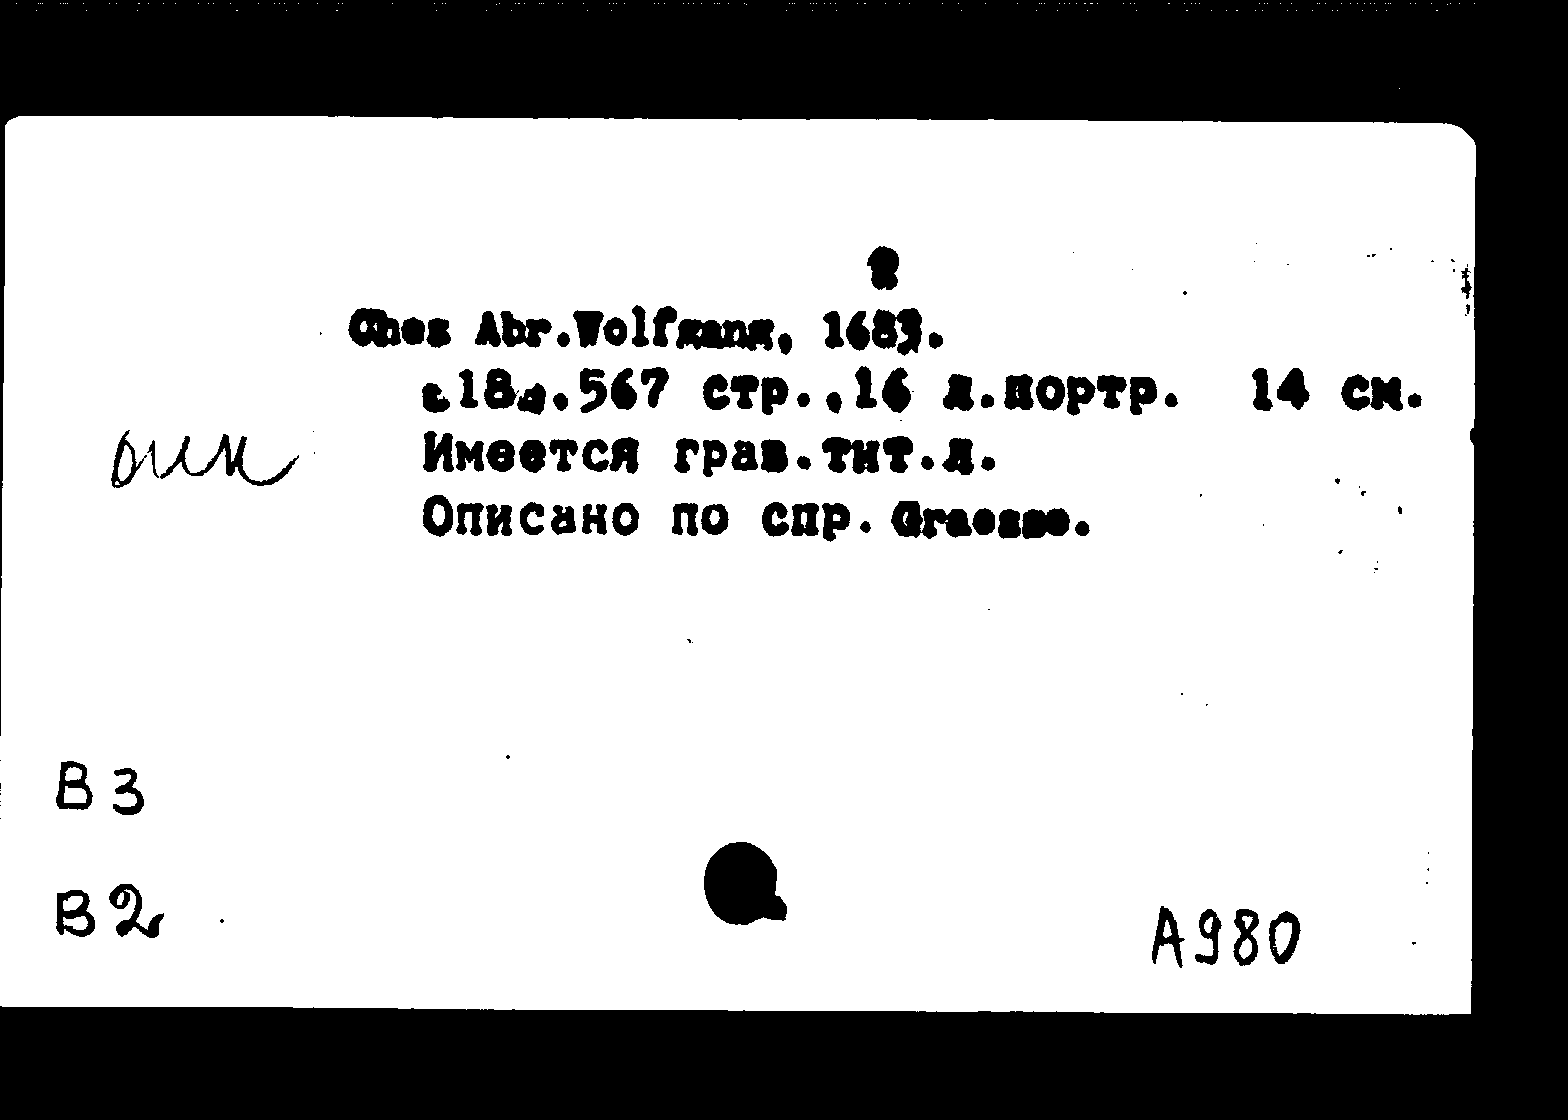 2
Chez Abr.Wolfgang, 1683.
[18].567 стр.,16 л.портр. 14 см.
Имеется грав.тит.л.
Описано по спр. Graesse.
B 3
B 2
A980